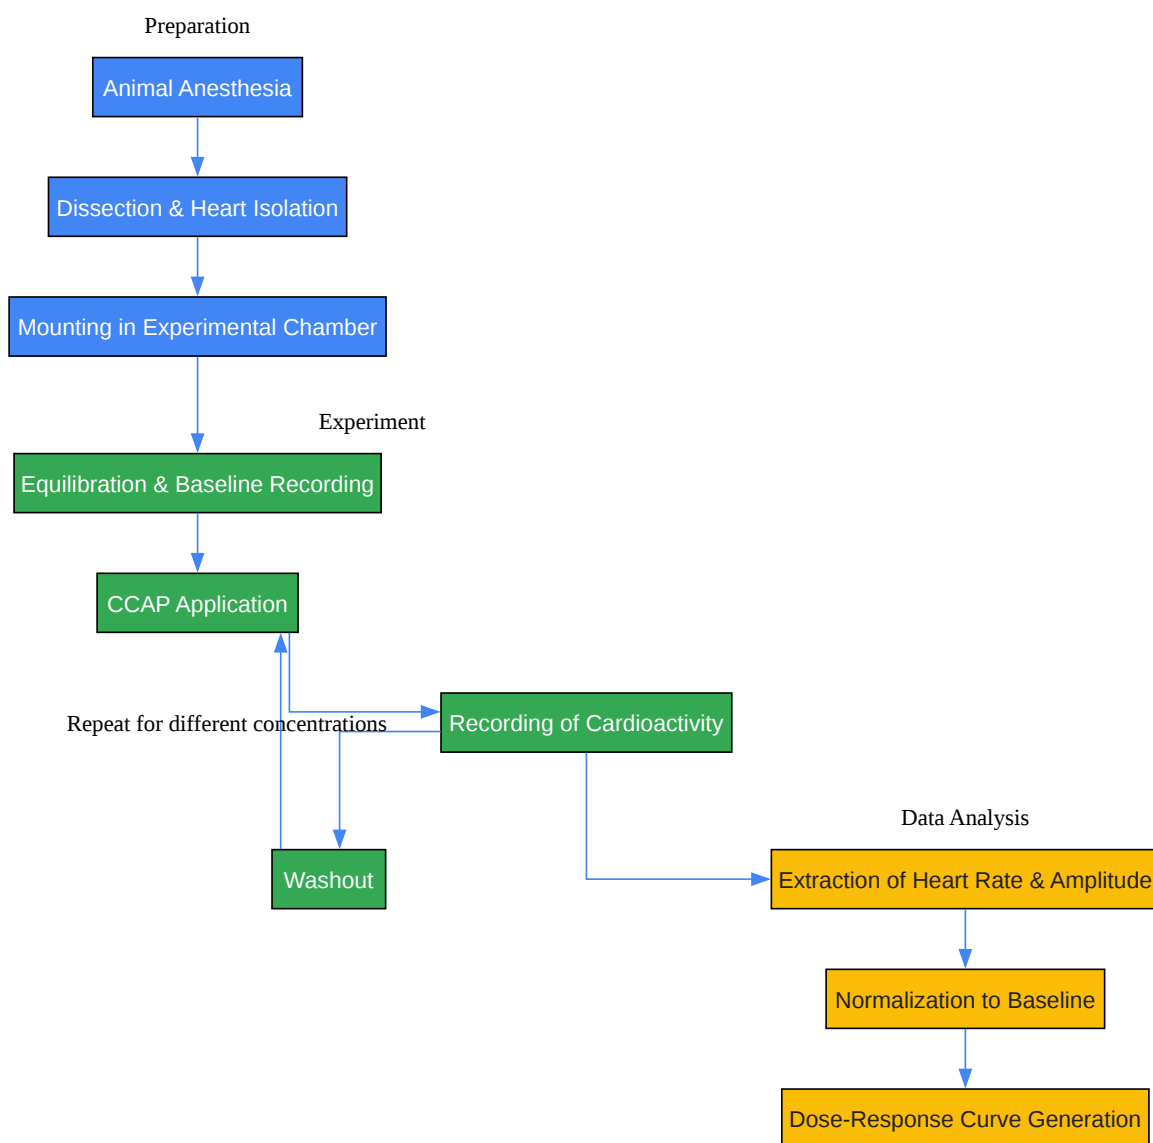 Preparation
Animal Anesthesia
Dissection & Heart Isolation
Mounting in Experimental Chamber
Experiment
Equilibration & Baseline Recording
CCAP Application
Repeat for different concentrations
Recording of Cardioactivity
Washout
Data Analysis
Extraction of Heart Rate & Amplitude
Normalization to Baseline
Dose-Response Curve Generation